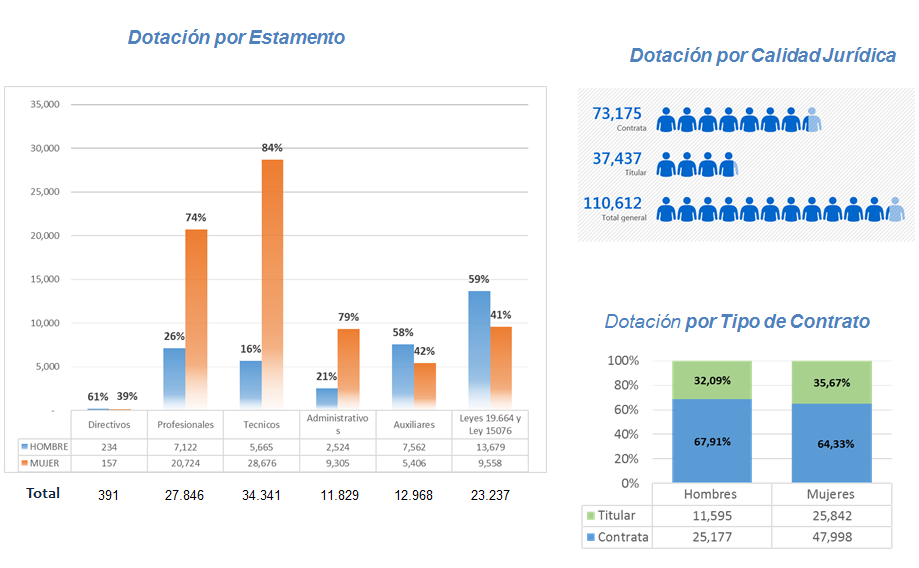 Dotación por Estamento
35,000
30,000
25,000
20,000
15,000
10,000
5,000
-
61% 39%
26% 74%
16% 84%
21% 79%
58% 42%
59% 41%
Directivos Profesionales Tecnicos Administrativo
s Auxiliares Leyes 19.664 y
Ley 15076
HOMBRE 234 7,122 5,665 2,524 7,562 13,679
MUJER 157 20,724 28,676 9,305 5,406 9,558
Total 391 27.846 34.341 11.829 12.968 23.237
Dotación por Calidad Jurídica
73,175
Contrata
37,437
Titular
110,612
Total general
Dotación por Tipo de Contrato
100%
80%
60%
40%
20%
0%
32,09% 35,67%
67,91% 64,33%
Hombres Mujeres
Titular 11,595 25,842
Contrata 25,177 47,998